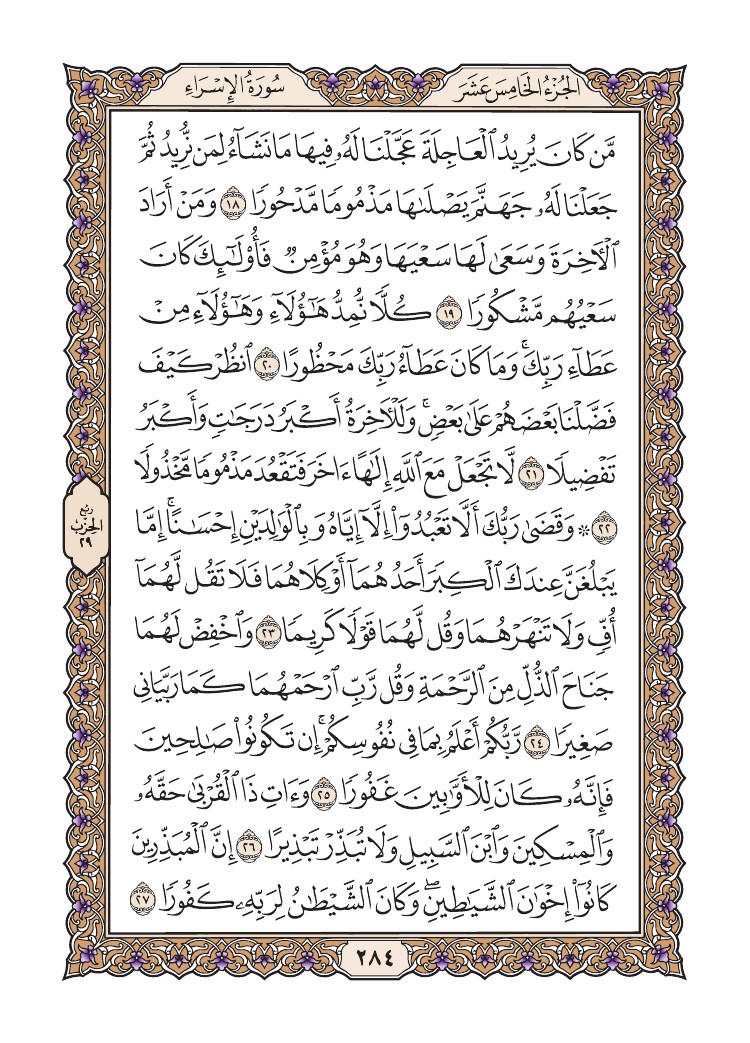 الجُزْءُ الخَامِسَ عَشَرَ
سُورَةُ الإِسْرَاءِ
مَّن كَانَ يُرِيدُ ٱلْعَاجِلَةَ عَجَّلْنَا لَهُۥ فِيهَا مَا نَشَآءُ لِمَن نُّرِيدُ ثُمَّ
جَعَلْنَا لَهُۥ جَهَنَّمَ يَصْلَىٰهَا مَذْمُومًا مَّدْحُورًا ١٨ وَمَنْ أَرَادَ
ٱلْأَخِرَةَ وَسَعَىٰ لَهَا سَعْيَهَا وَهُوَ مُؤْمِنٌ فَأُو۟لَـٰٓئِكَ كَانَ
سَعْيُهُم مَّشْكُورًا ١٩ كُلًّا نُّمِدُّ هَـٰٓؤُلَآءِ وَهَـٰٓؤُلَآءِ مِنْ
عَطَآءِ رَبِّكَ ۚ وَمَا كَانَ عَطَآءُ رَبِّكَ مَحْظُورًا ٢٠ ٱنظُرْ كَيْفَ
فَضَّلْنَا بَعْضَهُمْ عَلَىٰ بَعْضٍ ۚ وَلَلْأَخِرَةُ أَكْبَرُ دَرَجَـٰتٍ وَأَكْبَرُ
تَفْضِيلًا ٢١ لَّا تَجْعَلْ مَعَ ٱللَّهِ إِلَـٰهًا ءَاخَرَ فَتَقْعُدَ مَذْمُومًا مَّخْذُولًا
٢٢ ۞ وَقَضَىٰ رَبُّكَ أَلَّا تَعْبُدُوٓا۟ إِلَّآ إِيَّاهُ وَبِٱلْوَٰلِدَيْنِ إِحْسَـٰنًا ۚ إِمَّا
يَبْلُغَنَّ عِندَكَ ٱلْكِبَرَ أَحَدُهُمَآ أَوْ كِلَاهُمَا فَلَا تَقُل لَّهُمَآ
أُفٍّ وَلَا تَنْهَرْهُمَا وَقُل لَّهُمَا قَوْلًا كَرِيمًا ٢٣ وَٱخْفِضْ لَهُمَا
جَنَاحَ ٱلذُّلِّ مِنَ ٱلرَّحْمَةِ وَقُل رَّبِّ ٱرْحَمْهُمَا كَمَا رَبَّيَانِى
صَغِيرًا ٢٤ رَّبُّكُمْ أَعْلَمُ بِمَا فِى نُفُوسِكُمْ ۚ إِن تَكُونُوا۟ صَـٰلِحِينَ
فَإِنَّهُۥ كَانَ لِلْأَوَّٰبِينَ غَفُورًا ٢٥ وَءَاتِ ذَا ٱلْقُرْبَىٰ حَقَّهُۥ
وَٱلْمِسْكِينَ وَٱبْنَ ٱلسَّبِيلِ وَلَا تُبَذِّرْ تَبْذِيرًا ٢٦ إِنَّ ٱلْمُبَذِّرِينَ
كَانُوٓا۟ إِخْوَٰنَ ٱلشَّيَـٰطِينِ ۖ وَكَانَ ٱلشَّيْطَـٰنُ لِرَبِّهِۦ كَفُورًا ٢٧
رُبْعُ
الحِزْبِ
٢٩
٢٨٤